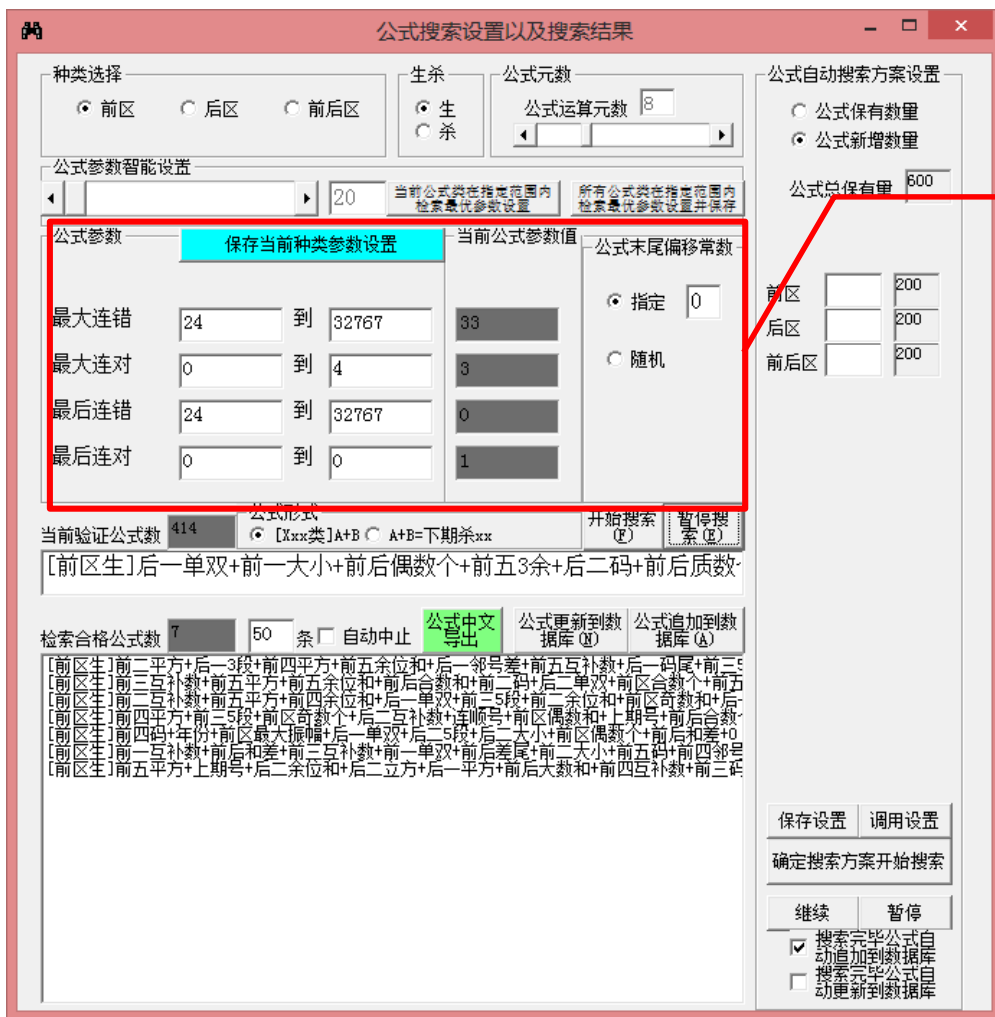 公式搜索设置以及搜索结果
种类选择
前区 后区 前后区
生杀
生
杀
公式元数
公式运算元数 8
公式自动搜索方案设置
公式保有数量
公式新增数量
公式总保有里 600
公式参数智能设置
20
当前公式类在指定范围内
检索最优参数设置
所有公式类在指定范围内
检索最优参数设置并保存
公式参数
保存当前种类参数设置
当前公式参数值
公式末尾偏移常数
指定 0
随机
最大连错 24 到 32767 33
最大连对 0 到 4 3
最后连错 24 到 32767 0
最后连对 0 到 0 1
前区 200
后区 200
前后区 200
当前验证公式数 414
公式形式
[Xxx类]A+B A+B=下期杀xx
开始搜索
(F)
暂停搜
索(E)
[前区生]后一单双+前一大小+前后偶数个+前五3余+后二码+前后质数
检索合格公式数 7 50 条 自动中止
公式中文
导出
公式更新到数
据库(N)
公式追加到数
据库(A)
[前区生]前二平方+后一3段+前四平方+前五余位和+后一邻号差+前五互补数+后一码尾+前三5
[前区生]前三互补数+前五平方+前五余位和+前后合数和+前二码+后二单双+前区合数个+前五
[前区生]前二互补数+前五平方+前四余位和+后一单双+前三5段+前二余位和+前区奇数和+后一
[前区生]前四平方+前三5段+前区奇数个+后二互补数+连顺号+前区偶数和+上期号+前后合数
[前区生]前四码+年份+前区最大振幅+后一单双+后二5段+后二大小+前区偶数个+前后和差+0
[前区生]前一互补数+前后和差+前三互补数+前一单双+前后差尾+前二大小+前五码+前四邻号
[前区生]前五平方+上期号+后二余位和+后二立方+后一平方+前后大数和+前四互补数+前三码
保存设置 调用设置
确定搜索方案开始搜索
继续 暂停
搜索完毕公式自
动追加到数据库
搜索完毕公式自
动更新到数据库